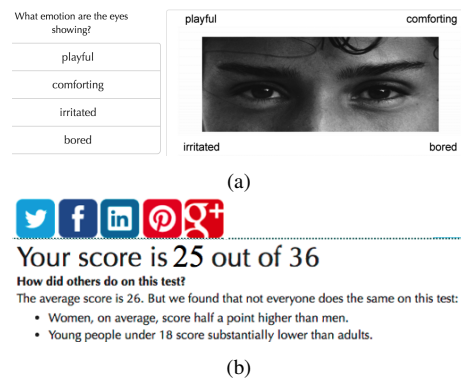 What emotion are the eyes
showing?
playful
comforting
irritated
bored
playful comforting
irritated bored
(a)
f in g+
Your score is 25 out of 36
How did others do on this test?
The average score is 26. But we found that not everyone does the same on this test:
• Women, on average, score half a point higher than men.
• Young people under 18 score substantially lower than adults.
(b)